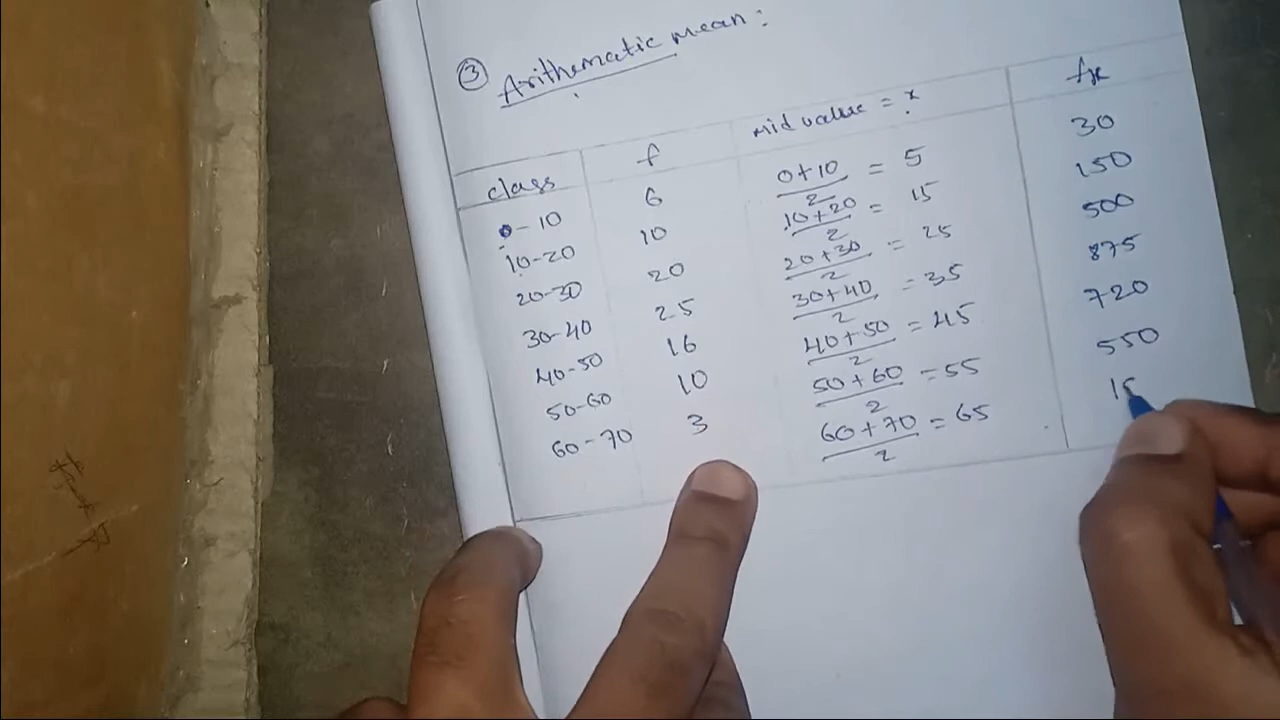 ③ Arithematic mean:
class f mid value = x fx
0-10 6 0+10/2 = 5 30
10-20 10 10+20/2 = 15 150
20-30 20 20+30/2 = 25 500
30-40 25 30+40/2 = 35 875
40-50 16 40+50/2 = 45 720
50-60 10 50+60/2 = 55 550
60-70 3 60+70/2 = 65